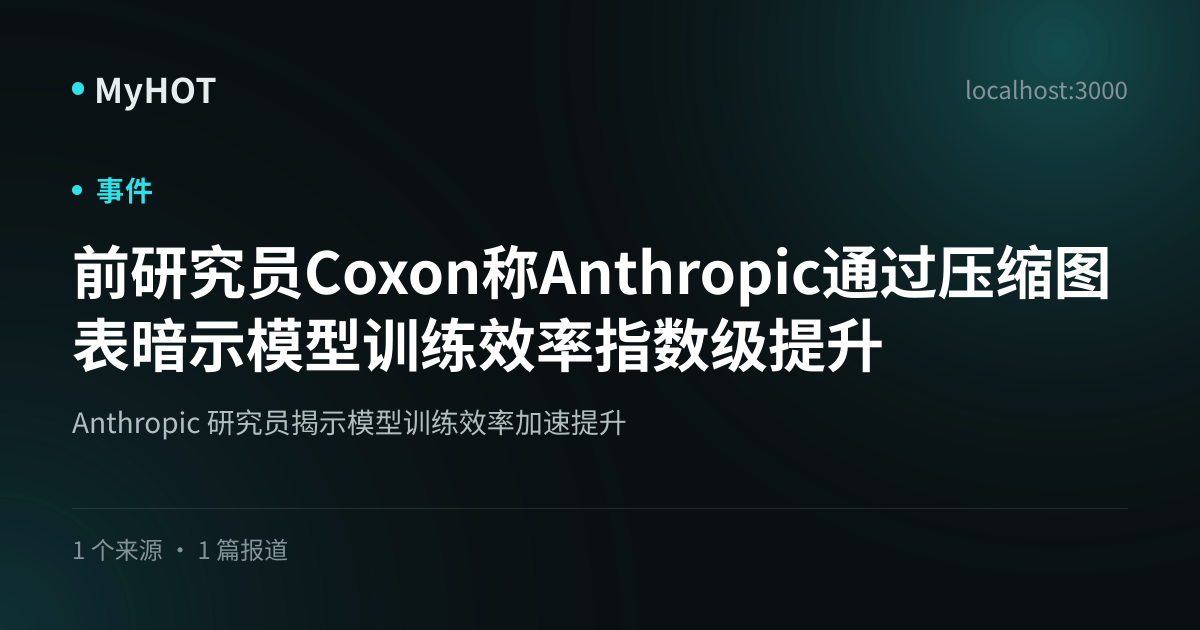 MyHOT
localhost:3000
事件
前研究员Coxon称Anthropic通过压缩图
表暗示模型训练效率指数级提升
Anthropic 研究员揭示模型训练效率加速提升
1 个来源 · 1 篇报道